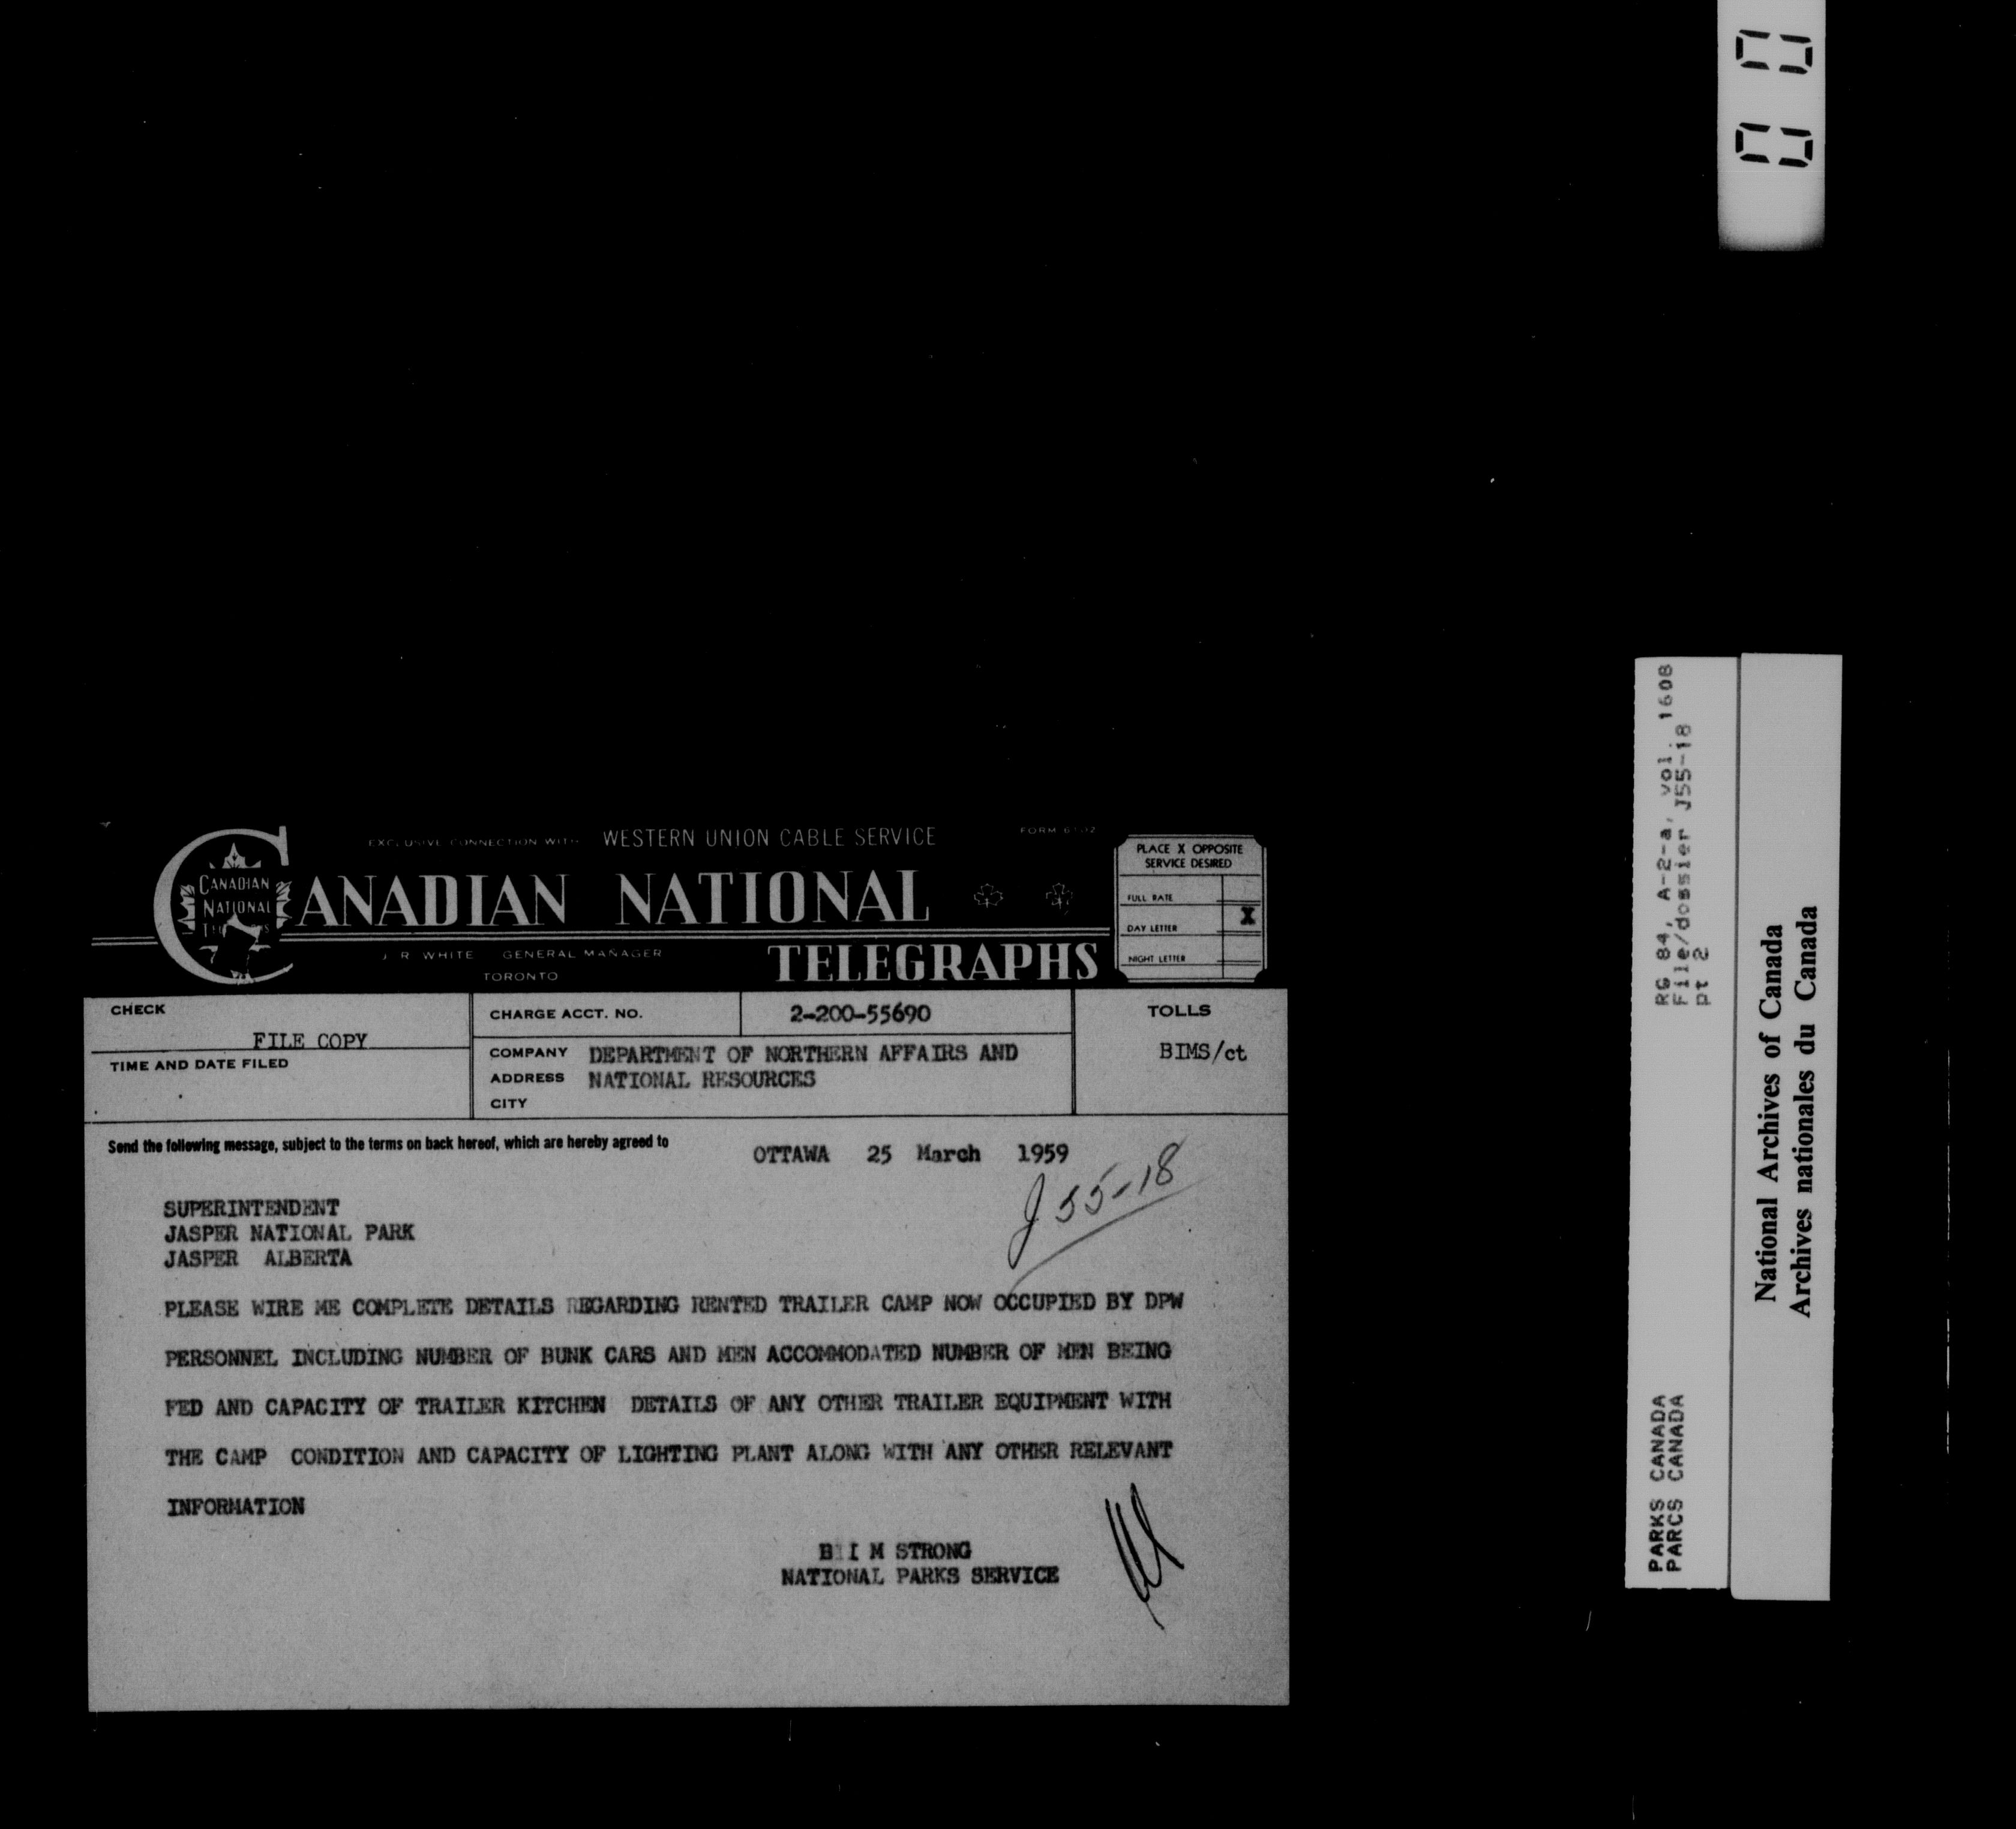 EXCLUSIVE CONNECTION WITH WESTERN UNION CABLE SERVICE
FORM 6102
CANADIAN NATIONAL
TELEGRAPHS
CANADIAN
NATIONAL
J R WHITE GENERAL MANAGER
TORONTO
PLACE X OPPOSITE
SERVICE DESIRED
FULL RATE
DAY LETTER X
NIGHT LETTER
CHECK
FILE COPY
TIME AND DATE FILED
CHARGE ACCT. NO. 2-200-55690
COMPANY DEPARTMENT OF NORTHERN AFFAIRS AND
ADDRESS NATIONAL RESOURCES
CITY
TOLLS
BIMS/ct
Send the following message, subject to the terms on back hereof, which are hereby agreed to
OTTAWA 25 March 1959
J 55-18
SUPERINTENDENT
JASPER NATIONAL PARK
JASPER ALBERTA
PLEASE WIRE ME COMPLETE DETAILS REGARDING RENTED TRAILER CAMP NOW OCCUPIED BY DPW
PERSONNEL INCLUDING NUMBER OF BUNK CARS AND MEN ACCOMMODATED NUMBER OF MEN BEING
FED AND CAPACITY OF TRAILER KITCHEN DETAILS OF ANY OTHER TRAILER EQUIPMENT WITH
THE CAMP CONDITION AND CAPACITY OF LIGHTING PLANT ALONG WITH ANY OTHER RELEVANT
INFORMATION
B I M STRONG
NATIONAL PARKS SERVICE
PARKS CANADA
PARCS CANADA
RG 84, A-2-a, vol. 1608
File/dossier J55-18
pt 2
National Archives of Canada
Archives nationales du Canada